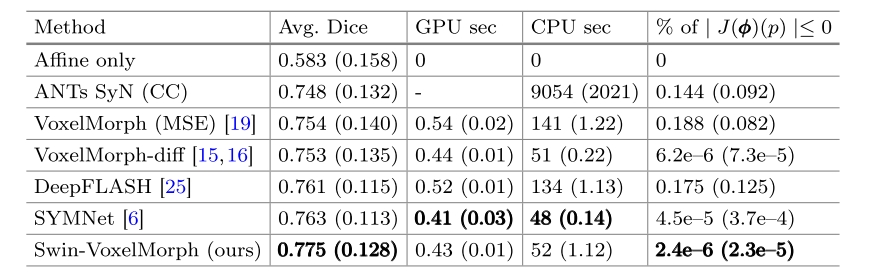 Method Avg. Dice GPU sec CPU sec % of | J(ϕ)(p) |≤ 0
Affine only 0.583 (0.158) 0 0 0
ANTs SyN (CC) 0.748 (0.132) - 9054 (2021) 0.144 (0.092)
VoxelMorph (MSE) [19] 0.754 (0.140) 0.54 (0.02) 141 (1.22) 0.188 (0.082)
VoxelMorph-diff [15,16] 0.753 (0.135) 0.44 (0.01) 51 (0.22) 6.2e–6 (7.3e–5)
DeepFLASH [25] 0.761 (0.115) 0.52 (0.01) 134 (1.13) 0.175 (0.125)
SYMNet [6] 0.763 (0.113) 0.41 (0.03) 48 (0.14) 4.5e–5 (3.7e–4)
Swin-VoxelMorph (ours) 0.775 (0.128) 0.43 (0.01) 52 (1.12) 2.4e–6 (2.3e–5)